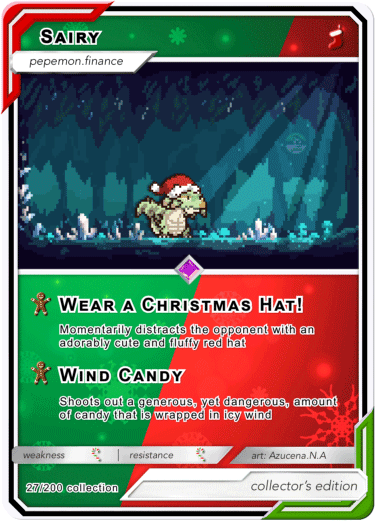 SAIRY
pepemon.finance
WEAR A CHRISTMAS HAT!
Momentarily distracts the opponent with an
adorably cute and fluffy red hat
WIND CANDY
Shoots out a generous, yet dangerous, amount
of candy that is wrapped in icy wind
weakness | resistance art: Azucena.N.A
27/200 collection collector's edition